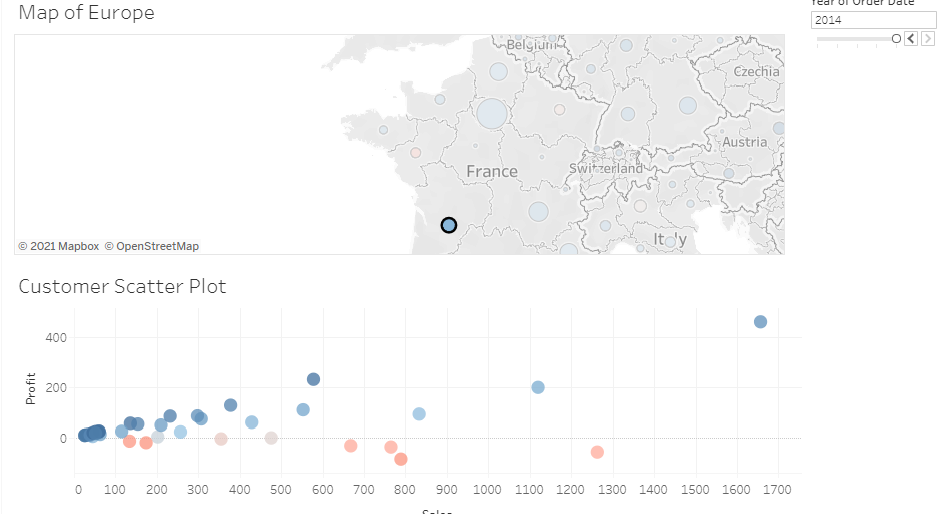 Map of Europe
Year of Order Date
2014
Belgium
Czechia
Austria
France
Switzerland
Italy
© 2021 Mapbox © OpenStreetMap
Customer Scatter Plot
400
200
0
Profit
0 100 200 300 400 500 600 700 800 900 1000 1100 1200 1300 1400 1500 1600 1700
Sales